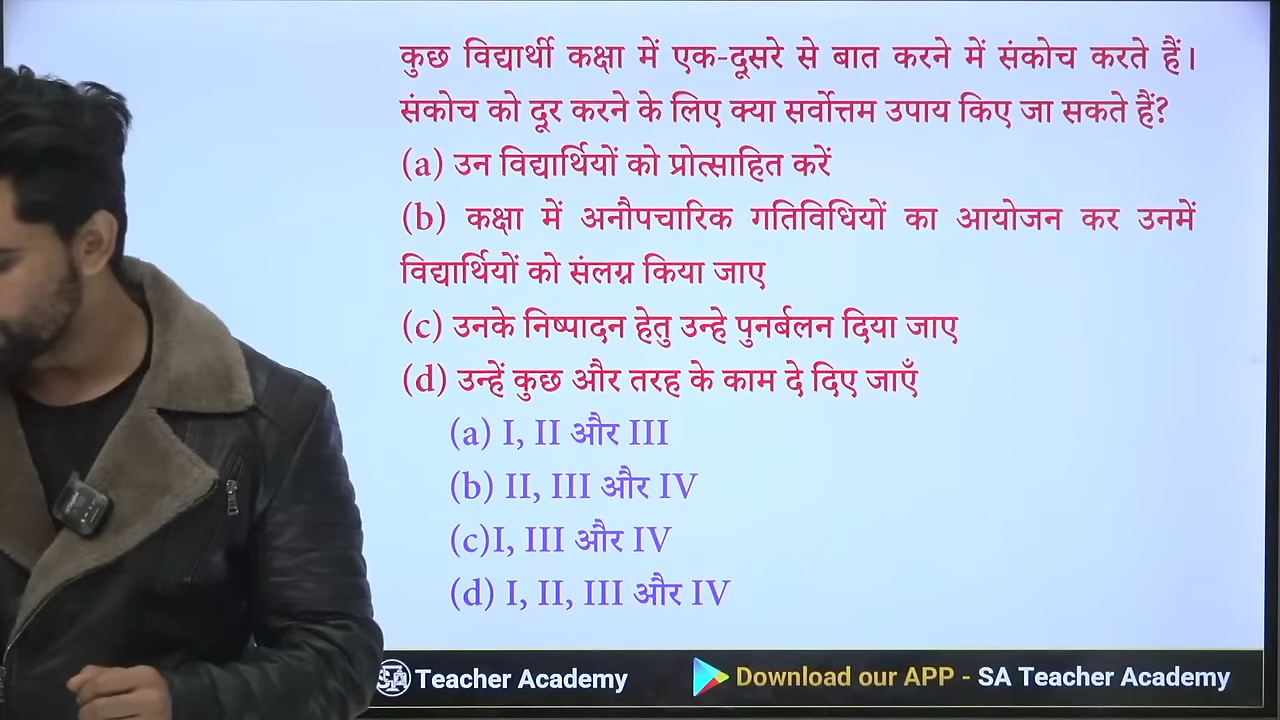 कुछ विद्यार्थी कक्षा में एक-दूसरे से बात करने में संकोच करते हैं।
संकोच को दूर करने के लिए क्या सर्वोत्तम उपाय किए जा सकते हैं?
(a) उन विद्यार्थियों को प्रोत्साहित करें
(b) कक्षा में अनौपचारिक गतिविधियों का आयोजन कर उनमें
विद्यार्थियों को संलग्न किया जाए
(c) उनके निष्पादन हेतु उन्हे पुनर्बलन दिया जाए
(d) उन्हें कुछ और तरह के काम दे दिए जाएँ
(a) I, II और III
(b) II, III और IV
(c)I, III और IV
(d) I, II, III और IV
SA Teacher Academy
Download our APP - SA Teacher Academy